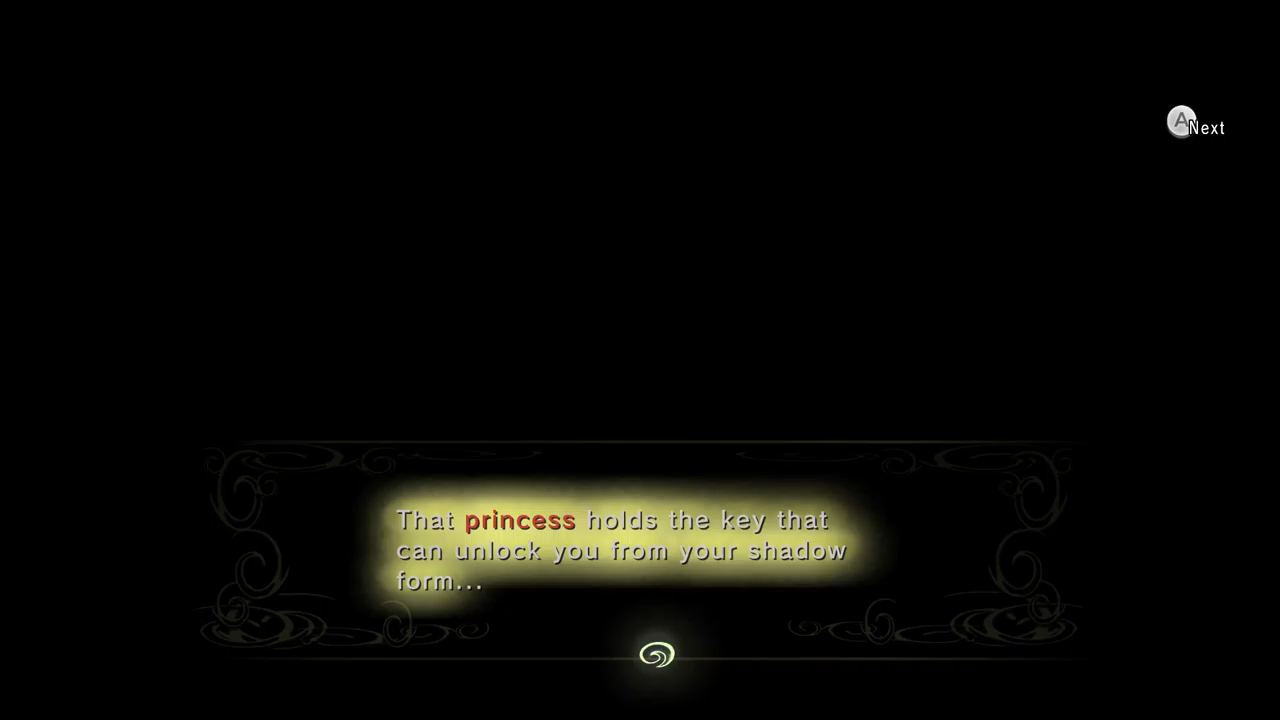 A Next
That princess holds the key that
can unlock you from your shadow
form...